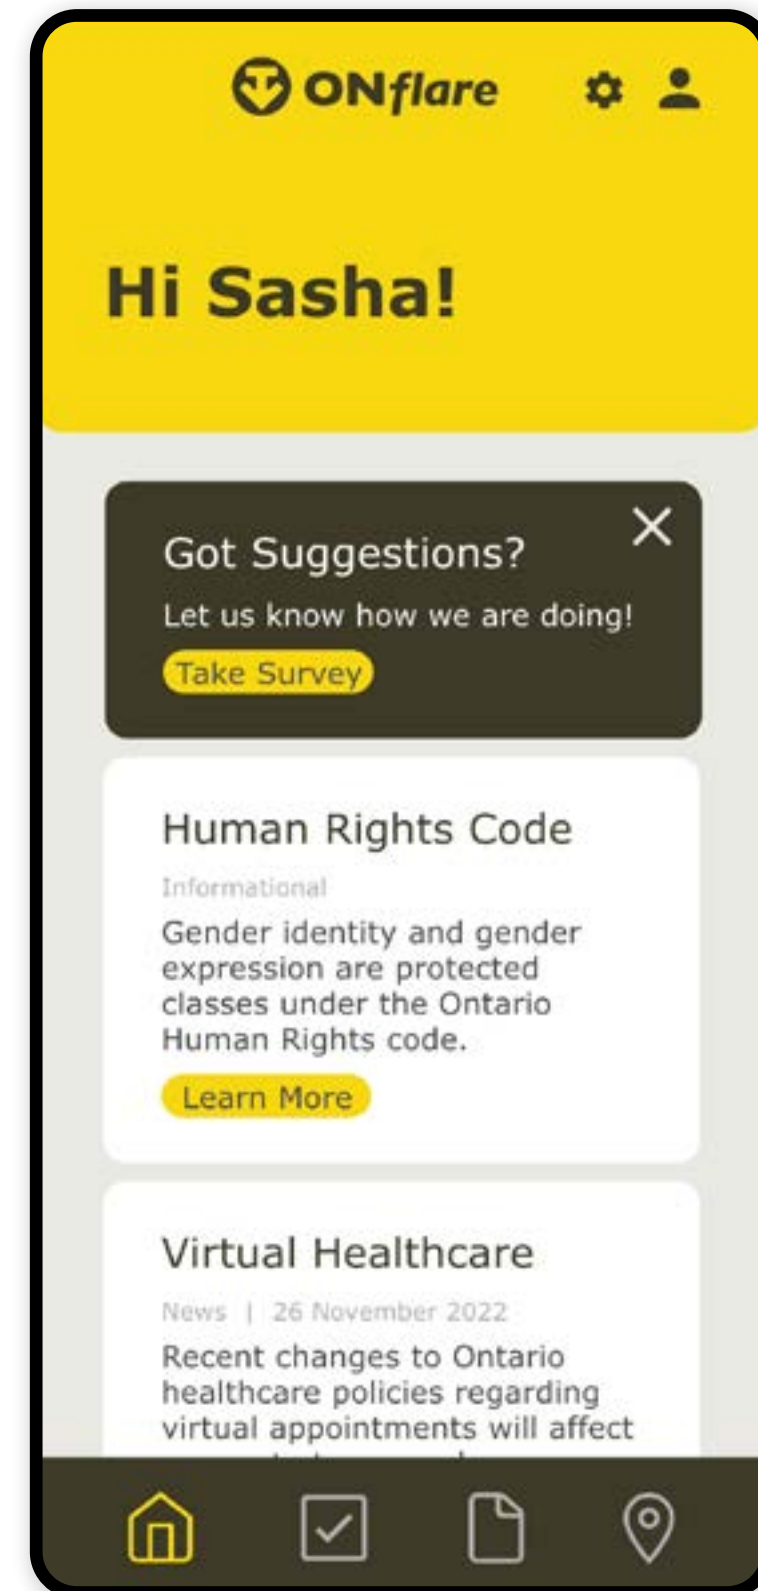 ONflare
Hi Sasha!
Got Suggestions?
Let us know how we are doing!
Take Survey
Human Rights Code
Informational
Gender identity and gender
expression are protected
classes under the Ontario
Human Rights code.
Learn More
Virtual Healthcare
News | 26 November 2022
Recent changes to Ontario
healthcare policies regarding
virtual appointments will affect